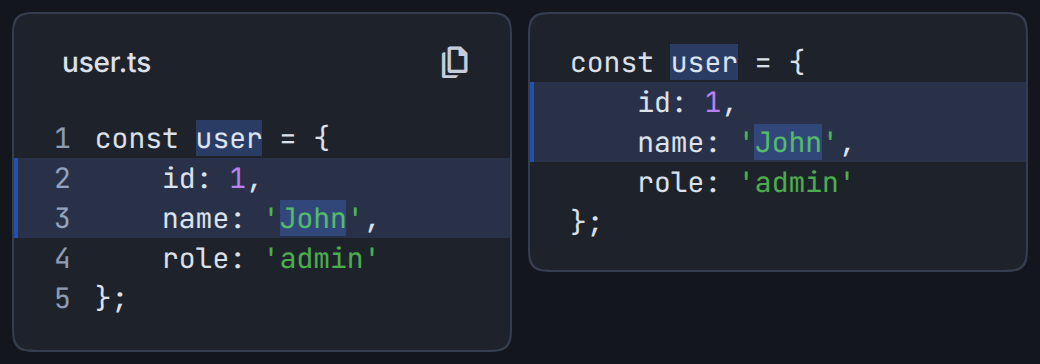 user.ts
1 const user = {
2     id: 1,
3     name: 'John',
4     role: 'admin'
5 };
const user = {
    id: 1,
    name: 'John',
    role: 'admin'
};